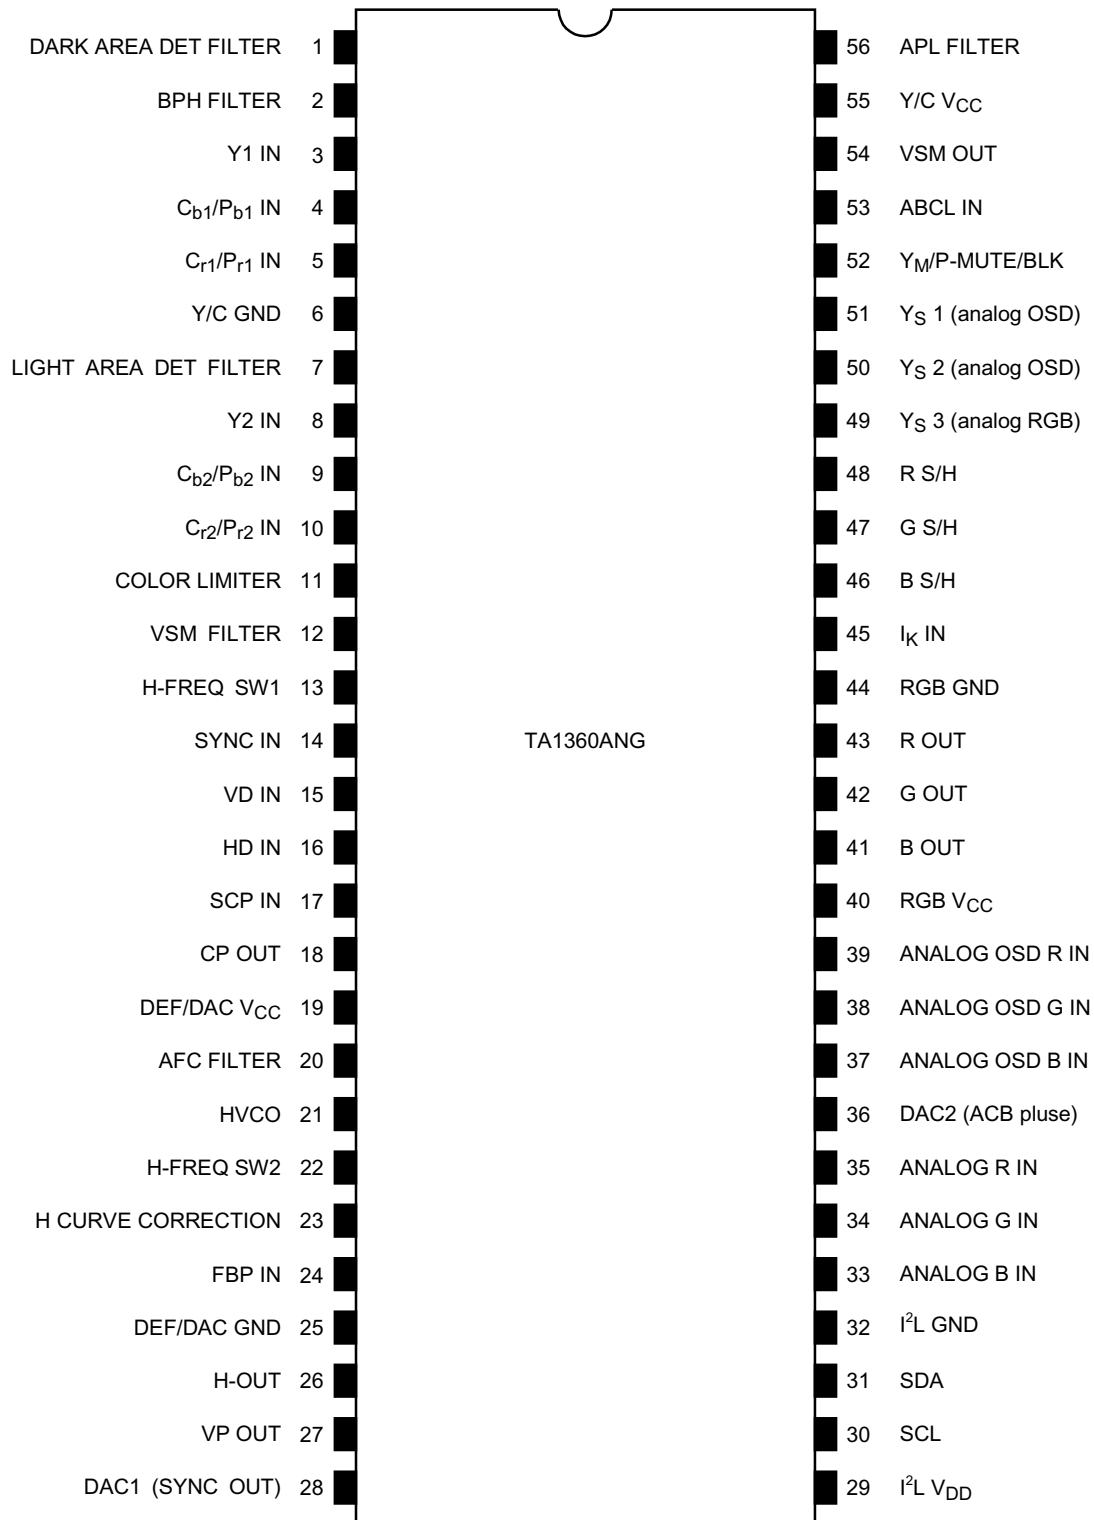 DARK AREA DET FILTER 1 56 APL FILTER
BPH FILTER 2 55 Y/C VCC
Y1 IN 3 54 VSM OUT
Cb1/Pb1 IN 4 53 ABCL IN
Cr1/Pr1 IN 5 52 YM/P-MUTE/BLK
Y/C GND 6 51 YS 1 (analog OSD)
LIGHT AREA DET FILTER 7 50 YS 2 (analog OSD)
Y2 IN 8 49 YS 3 (analog RGB)
Cb2/Pb2 IN 9 48 R S/H
Cr2/Pr2 IN 10 47 G S/H
COLOR LIMITER 11 46 B S/H
VSM FILTER 12 45 IK IN
H-FREQ SW1 13 44 RGB GND
SYNC IN 14 TA1360ANG 43 R OUT
VD IN 15 42 G OUT
HD IN 16 41 B OUT
SCP IN 17 40 RGB VCC
CP OUT 18 39 ANALOG OSD R IN
DEF/DAC VCC 19 38 ANALOG OSD G IN
AFC FILTER 20 37 ANALOG OSD B IN
HVCO 21 36 DAC2 (ACB pluse)
H-FREQ SW2 22 35 ANALOG R IN
H CURVE CORRECTION 23 34 ANALOG G IN
FBP IN 24 33 ANALOG B IN
DEF/DAC GND 25 32 I²L GND
H-OUT 26 31 SDA
VP OUT 27 30 SCL
DAC1 (SYNC OUT) 28 29 I²L VDD